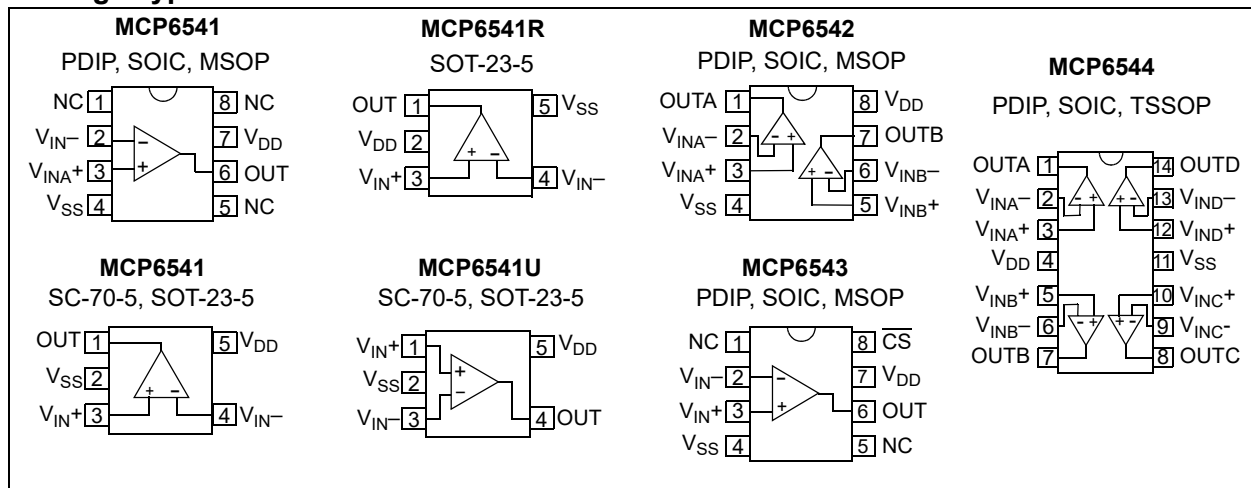 MCP6541
PDIP, SOIC, MSOP
NC 1
8 NC
VIN– 2
7 VDD
VINA+ 3
6 OUT
VSS 4
5 NC
–
+
MCP6541R
SOT-23-5
OUT 1
5 VSS
VDD 2
VIN+ 3
4 VIN–
+ –
MCP6542
PDIP, SOIC, MSOP
OUTA 1
8 VDD
VINA– 2
7 OUTB
VINA+ 3
6 VINB–
VSS 4
5 VINB+
- +
+ –
MCP6544
PDIP, SOIC, TSSOP
OUTA 1
14 OUTD
VINA– 2
13 VIND–
VINA+ 3
12 VIND+
VDD 4
11 VSS
VINB+ 5
10 VINC+
VINB– 6
9 VINC-
OUTB 7
8 OUTC
- +
+ -
- +
+ -
MCP6541
SC-70-5, SOT-23-5
OUT 1
5 VDD
VSS 2
VIN+ 3
4 VIN–
+ –
MCP6541U
SC-70-5, SOT-23-5
VIN+ 1
5 VDD
VSS 2
VIN– 3
4 OUT
+
–
MCP6543
PDIP, SOIC, MSOP
NC 1
8 CS
VIN– 2
7 VDD
VIN+ 3
6 OUT
VSS 4
5 NC
–
+